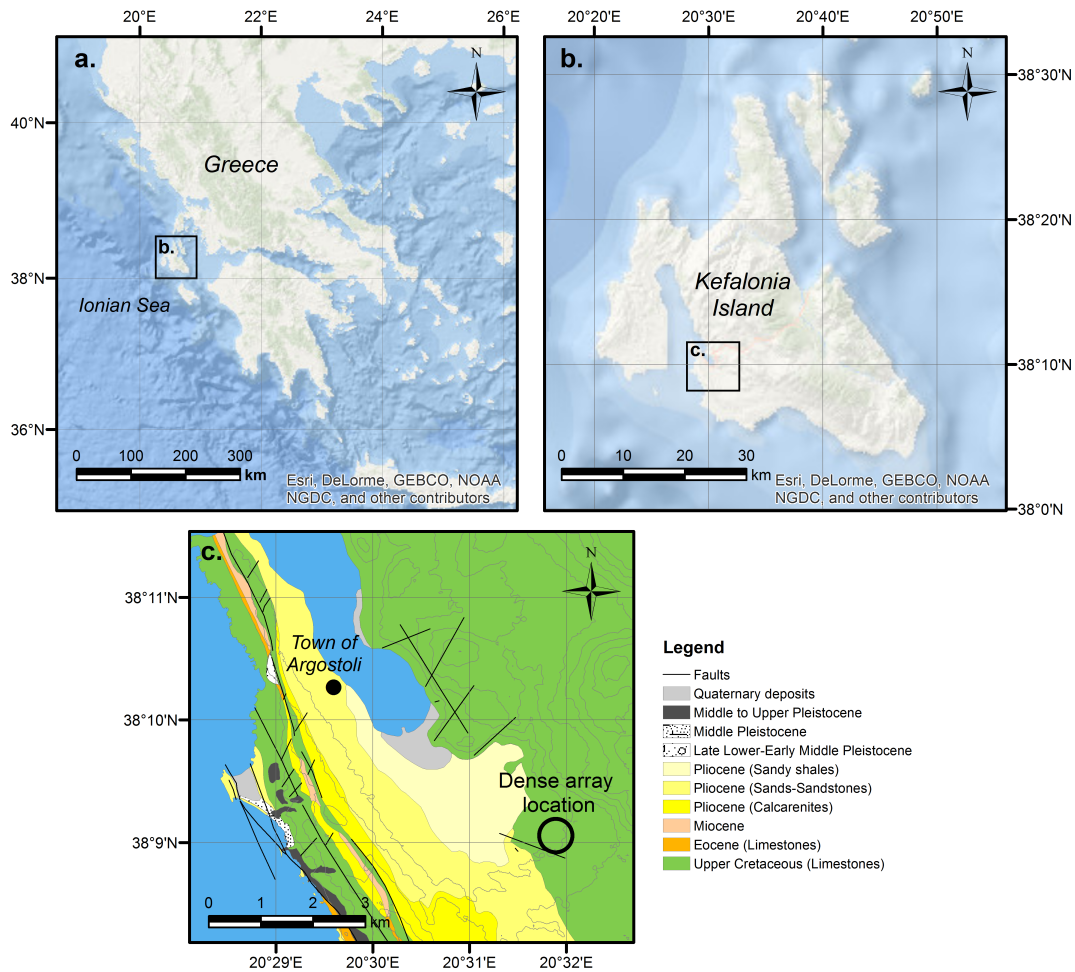 20°E
22°E
24°E
26°E
a.
N
40°N
38°N
36°N
Greece
b.
Ionian Sea
0 100 200 300
km
Esri, DeLorme, GEBCO, NOAA
NGDC, and other contributors
20°20'E
20°30'E
20°40'E
20°50'E
b.
N
38°30'N
38°20'N
38°10'N
38°0'N
Kefalonia
Island
c.
0 10 20 30
km
Esri, DeLorme, GEBCO, NOAA
NGDC, and other contributors
c.
N
38°11'N
38°10'N
38°9'N
Town of
Argostoli
Dense array
location
0 1 2 3
km
20°29'E
20°30'E
20°31'E
20°32'E
Legend
Faults
Quaternary deposits
Middle to Upper Pleistocene
Middle Pleistocene
Late Lower-Early Middle Pleistocene
Pliocene (Sandy shales)
Pliocene (Sands-Sandstones)
Pliocene (Calcarenites)
Miocene
Eocene (Limestones)
Upper Cretaceous (Limestones)